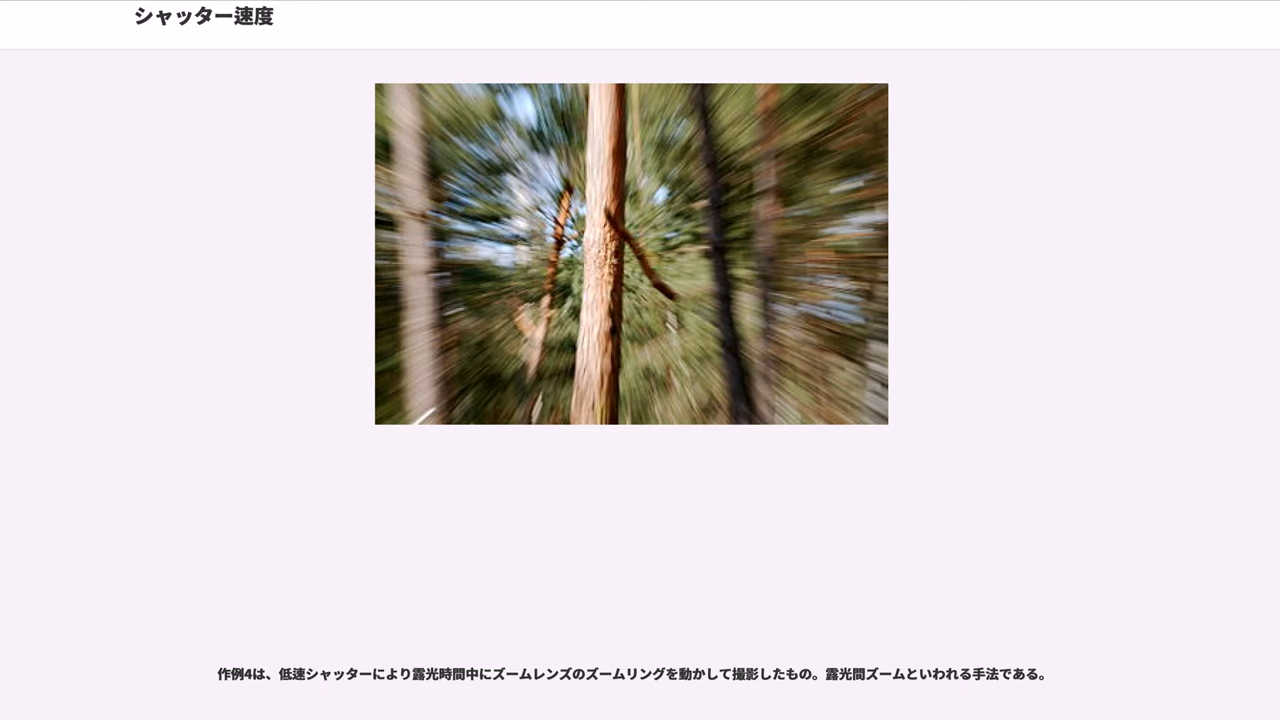 シャッター速度
作例4は、低速シャッターにより露光時間中にズームレンズのズームリングを動かして撮影したもの。露光間ズームといわれる手法である。